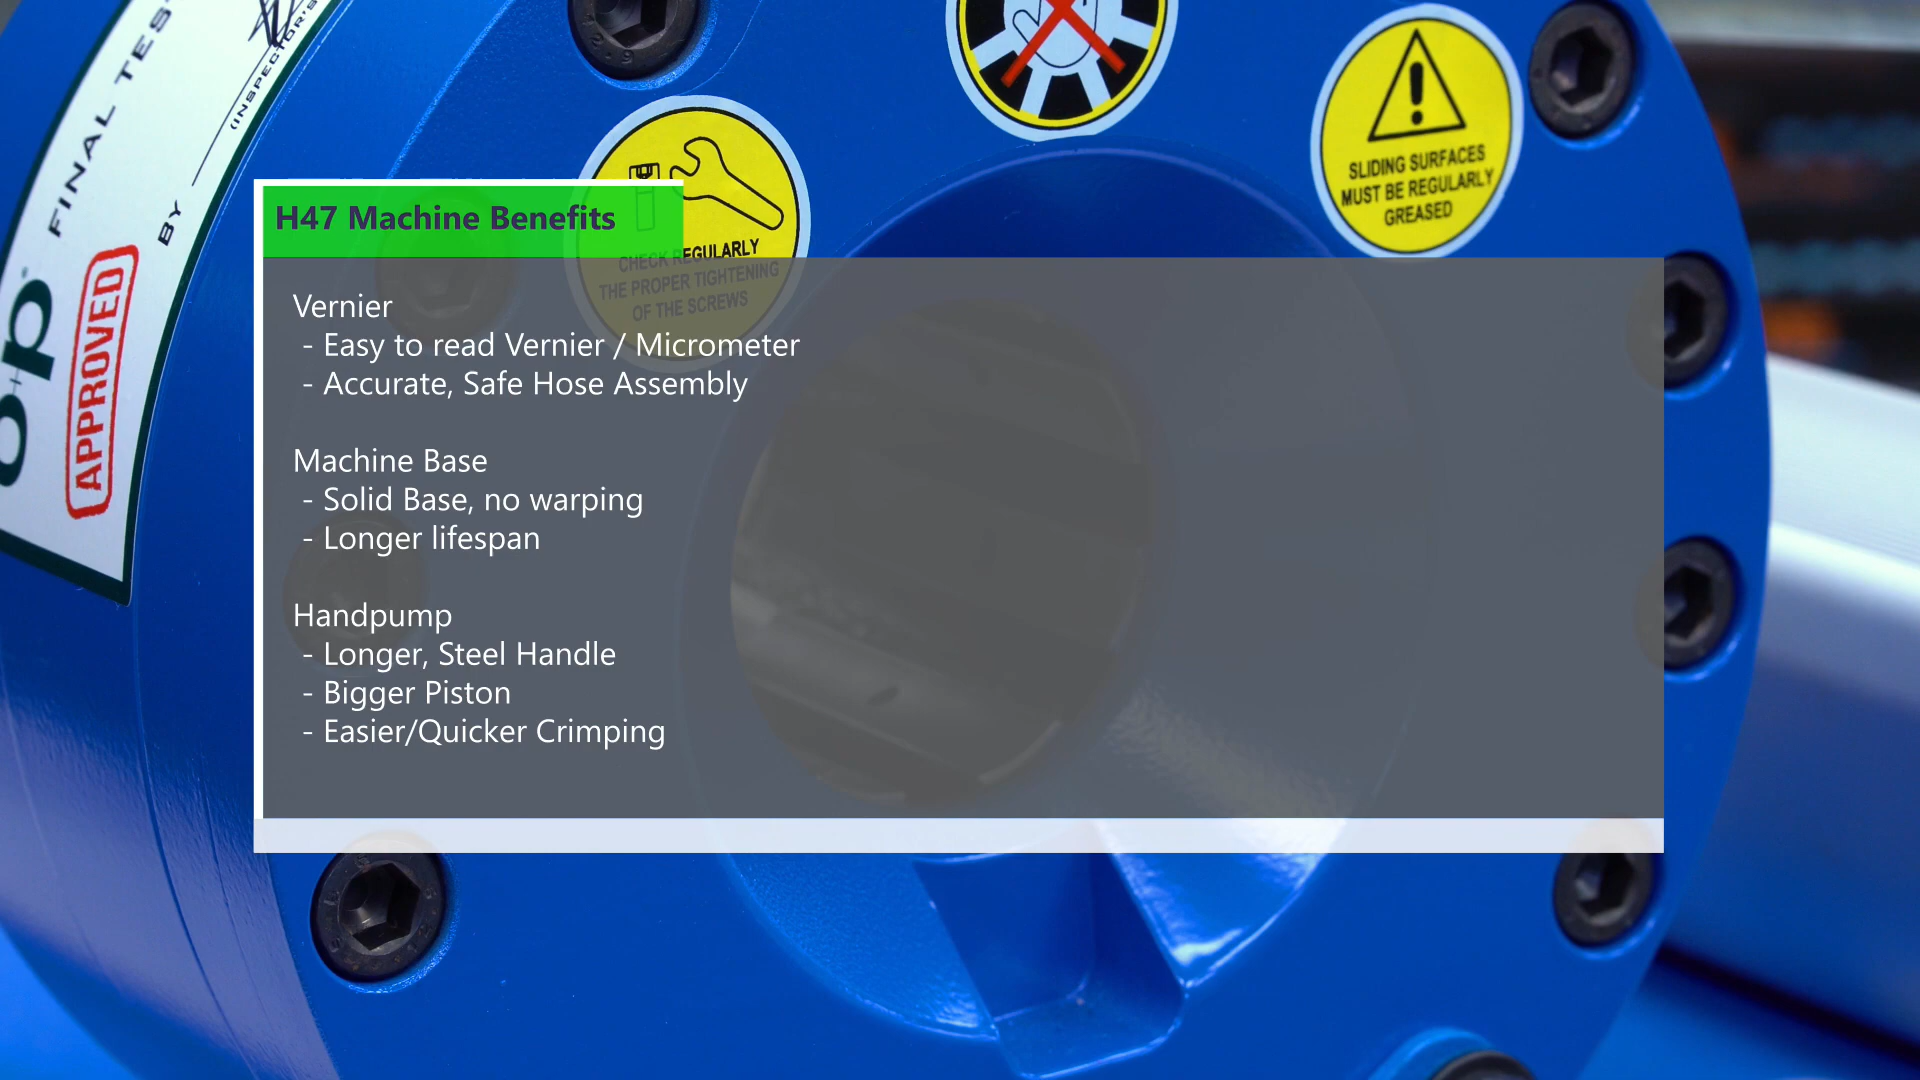 FINAL TES
(INSPECTOR'S
BY
o+p
APPROVED
SLIDING SURFACES
MUST BE REGULARLY
GREASED
H47 Machine Benefits
CHECK REGULARLY
THE PROPER TIGHTENING
OF THE SCREWS
Vernier
- Easy to read Vernier / Micrometer
- Accurate, Safe Hose Assembly
Machine Base
- Solid Base, no warping
- Longer lifespan
Handpump
- Longer, Steel Handle
- Bigger Piston
- Easier/Quicker Crimping